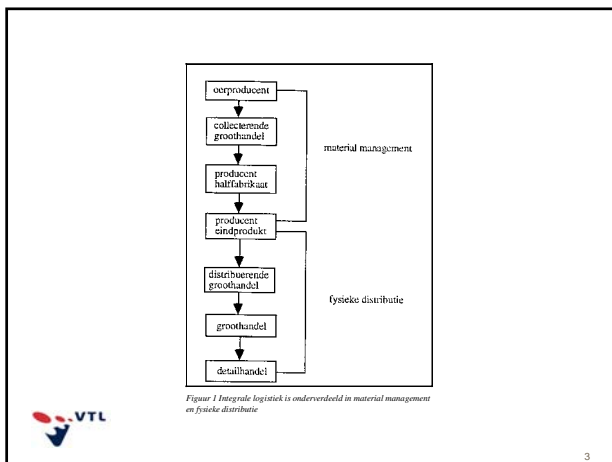 oerproducent
collecterende
groothandel
material management
producent
halffabrikaat
producent
eindprodukt
distribuerende
groothandel
fysieke distributie
groothandel
detailhandel
Figuur 1 Integrale logistiek is onderverdeeld in material management
en fysieke distributie
VTL
3